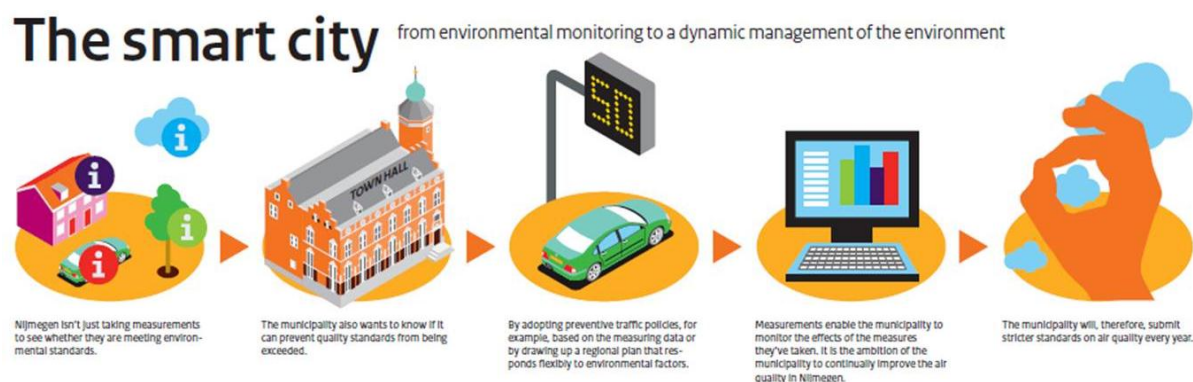 The smart city
from environmental monitoring to a dynamic management of the environment
i
i
i
i
TOWN HALL
50
Nijmegen isn't just taking measurements
to see whether they are meeting environ-
mental standards.
The municipality also wants to know if it
can prevent quality standards from being
exceeded.
By adopting preventive traffic policies, for
example, based on the measuring data or
by drawing up a regional plan that res-
ponds flexibly to environmental factors.
Measurements enable the municipality to
monitor the effects of the measures
they've taken. It is the ambition of the
municipality to continually improve the air
quality in Nijmegen.
The municipality will, therefore, submit
stricter standards on air quality every year.